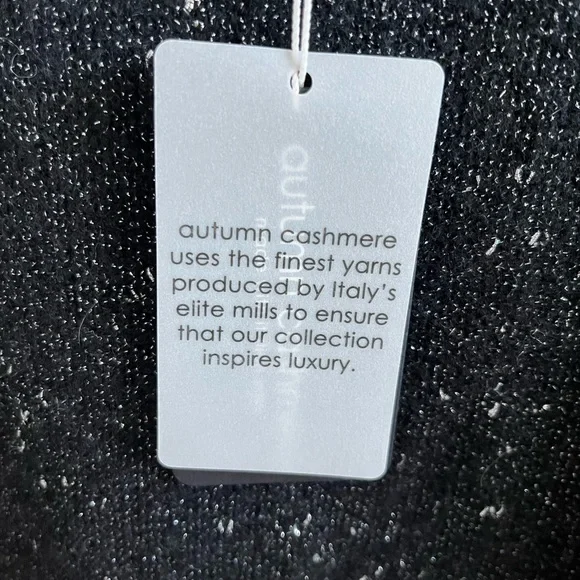 autumn cashmere
uses the finest yarns
produced by Italy's
elite mills to ensure
that our collection
inspires luxury.